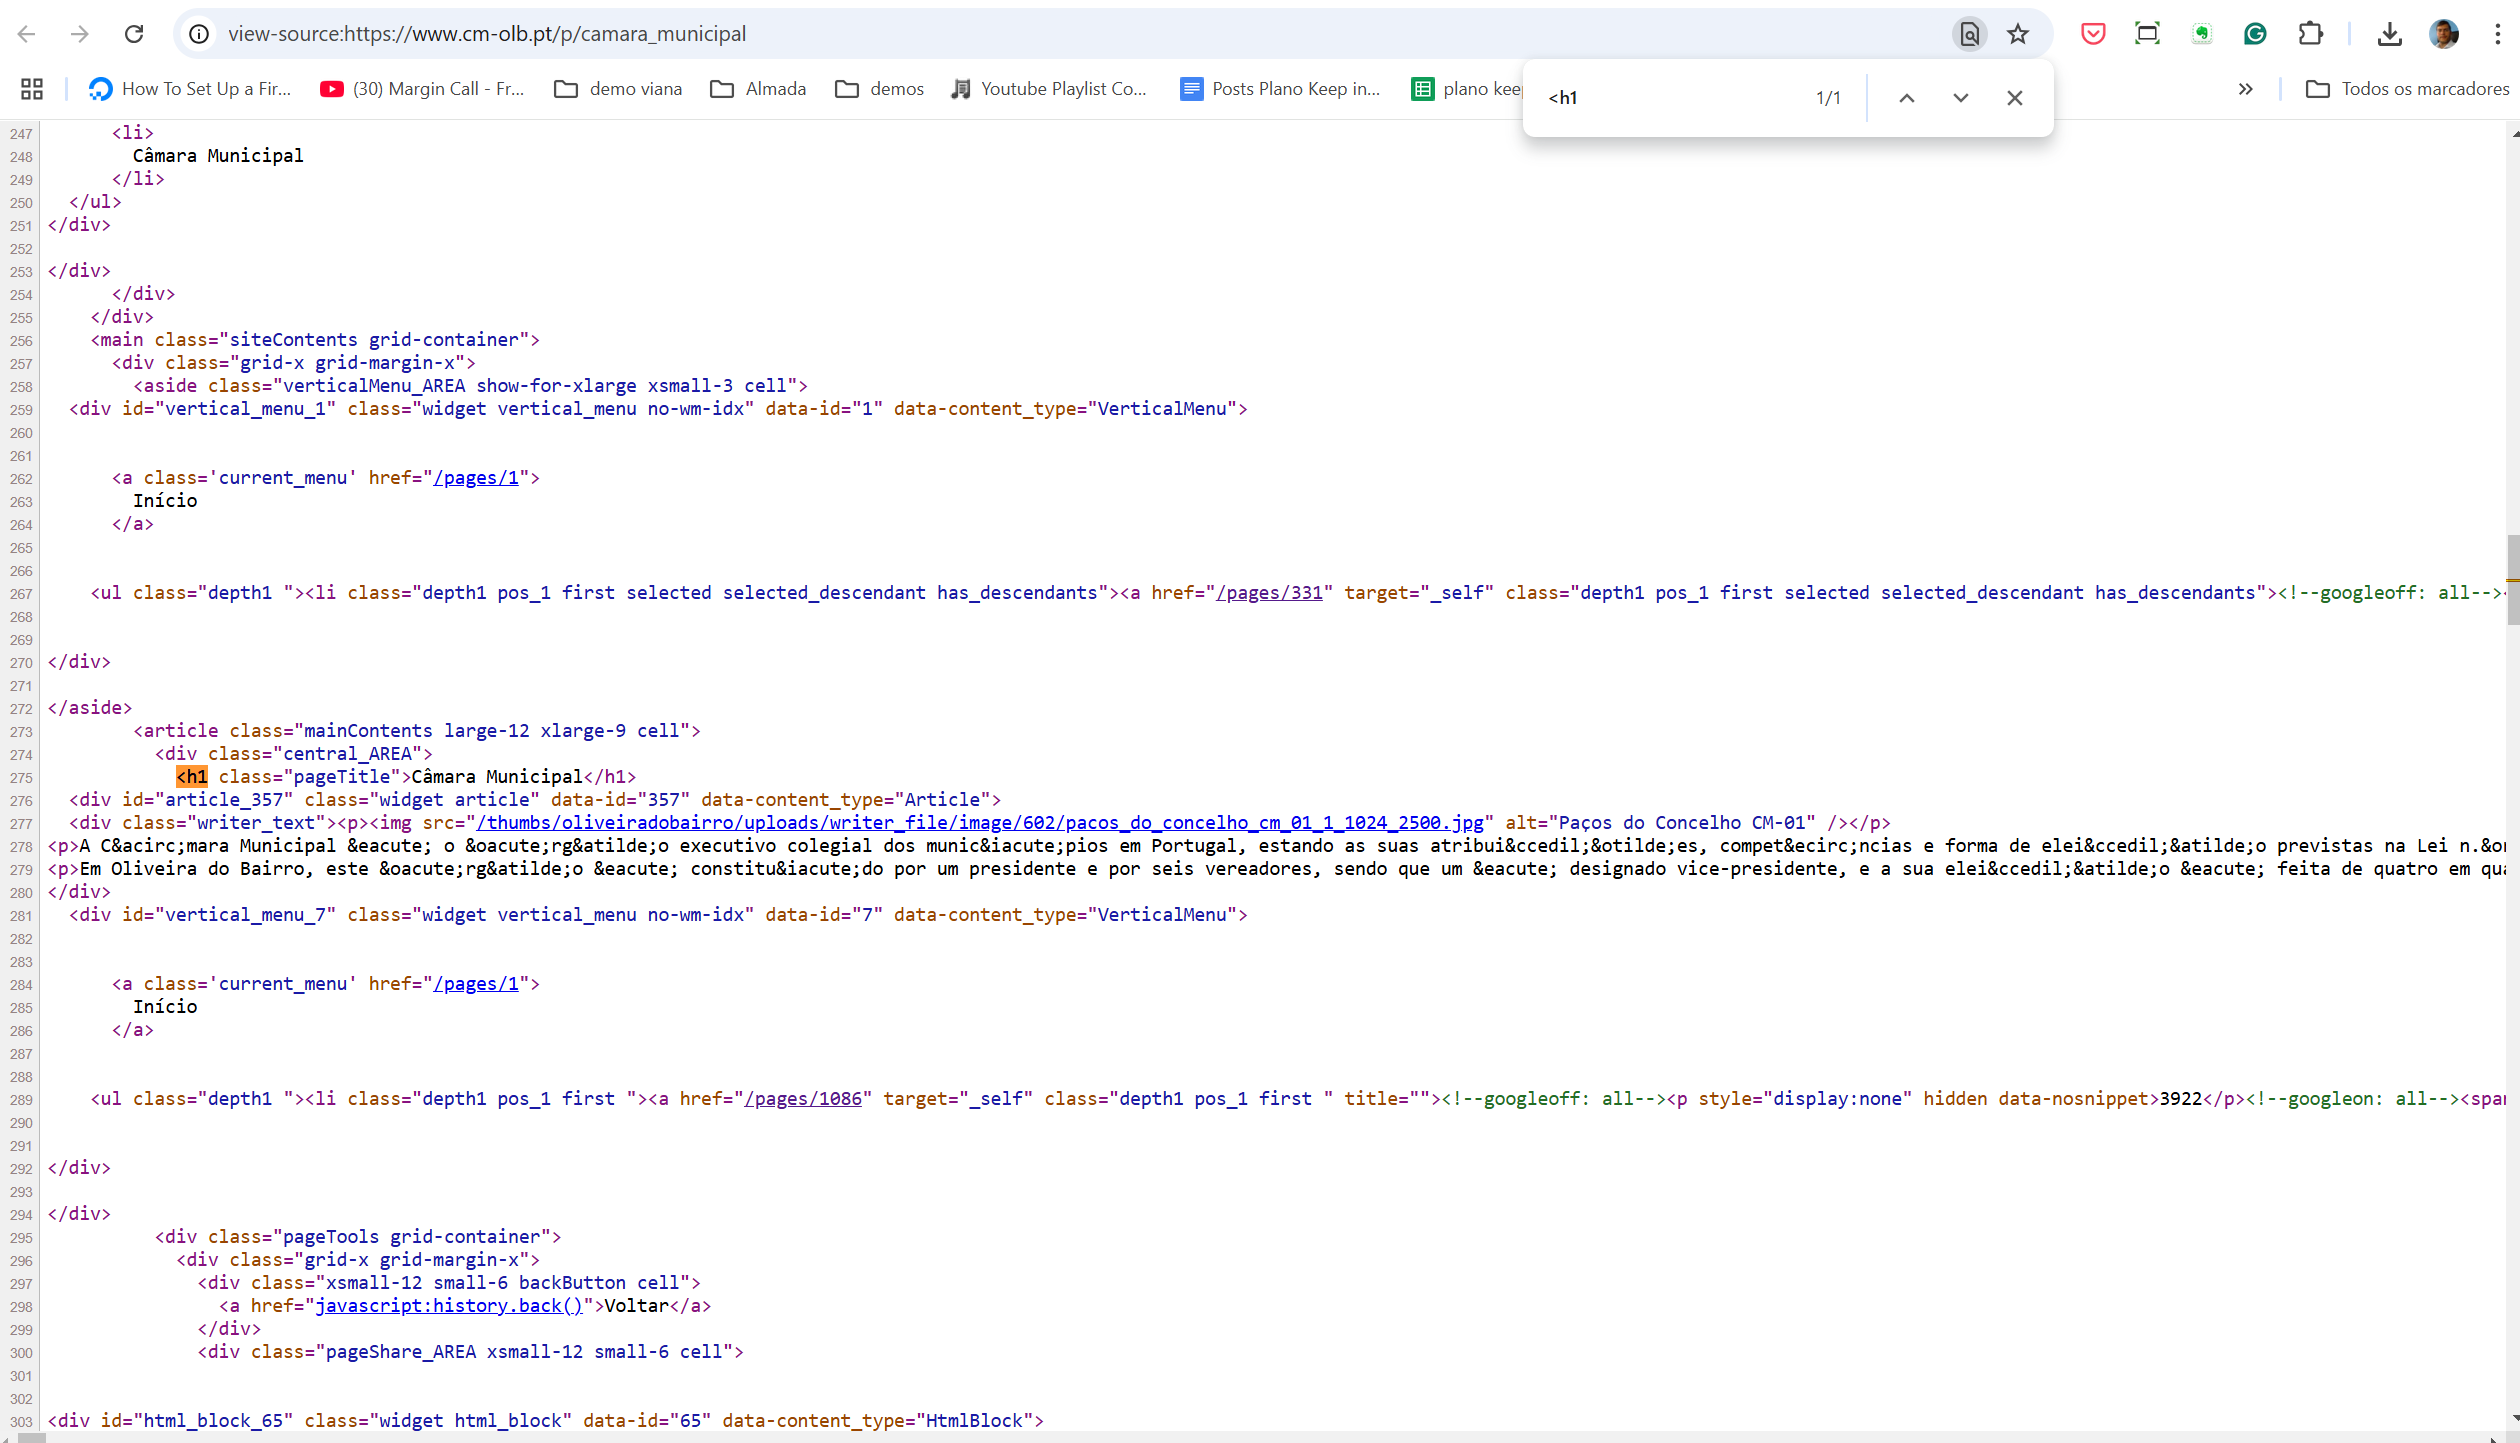 view-source:https://www.cm-olb.pt/p/camara_municipal
How To Set Up a Fir... (30) Margin Call - Fr... demo viana Almada demos Youtube Playlist Co... Posts Plano Keep in... plano keep » Todos os marcadores
<h1 1/1
247 <li>
248 Câmara Municipal
249 </li>
250 </ul>
251 </div>
252
253 </div>
254 </div>
255 </div>
256 <main class="siteContents grid-container">
257 <div class="grid-x grid-margin-x">
258 <aside class="verticalMenu_AREA show-for-xlarge xsmall-3 cell">
259 <div id="vertical_menu_1" class="widget vertical_menu no-wm-idx" data-id="1" data-content_type="VerticalMenu">
260
261
262 <a class='current_menu' href="/pages/1">
263 Início
264 </a>
265
266
267 <ul class="depth1 "><li class="depth1 pos_1 first selected selected_descendant has_descendants"><a href="/pages/331" target="_self" class="depth1 pos_1 first selected selected_descendant has_descendants"><!--googleoff: all-->
268
269
270 </div>
271
272 </aside>
273 <article class="mainContents large-12 xlarge-9 cell">
274 <div class="central_AREA">
275 <h1 class="pageTitle">Câmara Municipal</h1>
276 <div id="article_357" class="widget article" data-id="357" data-content_type="Article">
277 <div class="writer_text"><p><img src="/thumbs/oliveiradobairro/uploads/writer_file/image/602/pacos_do_concelho_cm_01_1_1024_2500.jpg" alt="Paços do Concelho CM-01" /></p>
278 <p>A C&acirc;mara Municipal &eacute; o &oacute;rg&atilde;o executivo colegial dos munic&iacute;pios em Portugal, estando as suas atribui&ccedil;&otilde;es, compet&ecirc;ncias e forma de elei&ccedil;&atilde;o previstas na Lei n.&or
279 <p>Em Oliveira do Bairro, este &oacute;rg&atilde;o &eacute; constitu&iacute;do por um presidente e por seis vereadores, sendo que um &eacute; designado vice-presidente, e a sua elei&ccedil;&atilde;o &eacute; feita de quatro em qua
280 </div>
281 <div id="vertical_menu_7" class="widget vertical_menu no-wm-idx" data-id="7" data-content_type="VerticalMenu">
282
283
284 <a class='current_menu' href="/pages/1">
285 Início
286 </a>
287
288
289 <ul class="depth1 "><li class="depth1 pos_1 first "><a href="/pages/1086" target="_self" class="depth1 pos_1 first " title=""><!--googleoff: all--><p style="display:none" hidden data-nosnippet>3922</p><!--googleon: all--><span
290
291
292 </div>
293
294 </div>
295 <div class="pageTools grid-container">
296 <div class="grid-x grid-margin-x">
297 <div class="xsmall-12 small-6 backButton cell">
298 <a href="javascript:history.back()">Voltar</a>
299 </div>
300 <div class="pageShare_AREA xsmall-12 small-6 cell">
301
302
303 <div id="html_block_65" class="widget html_block" data-id="65" data-content_type="HtmlBlock">